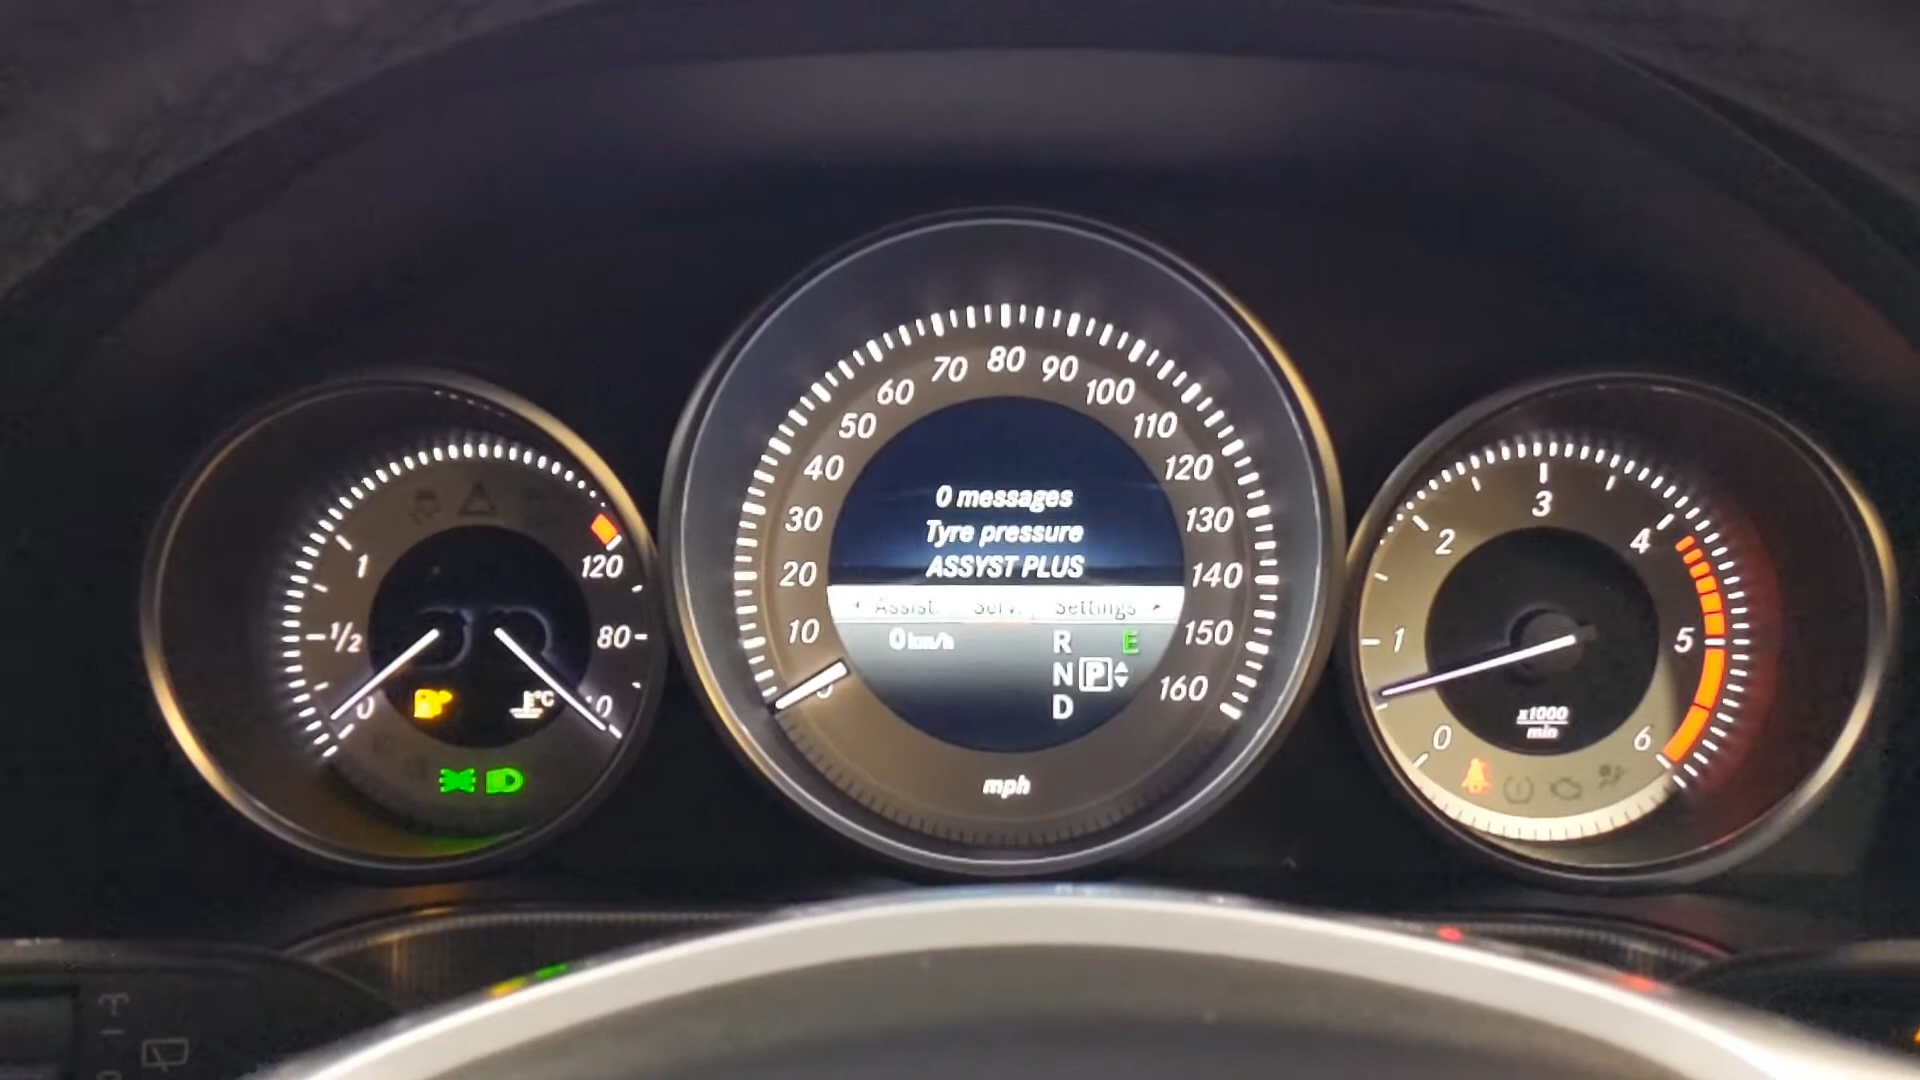 0 messages
Tyre pressure
ASSYST PLUS
Assist. Serv. Settings
0 km/h
R E
N P
D
10
20
30
40
50
60
70
80
90
100
110
120
130
140
150
160
mph
1
1/2
0
120
80
°C
0
1
2
3
4
5
6
x1000
min